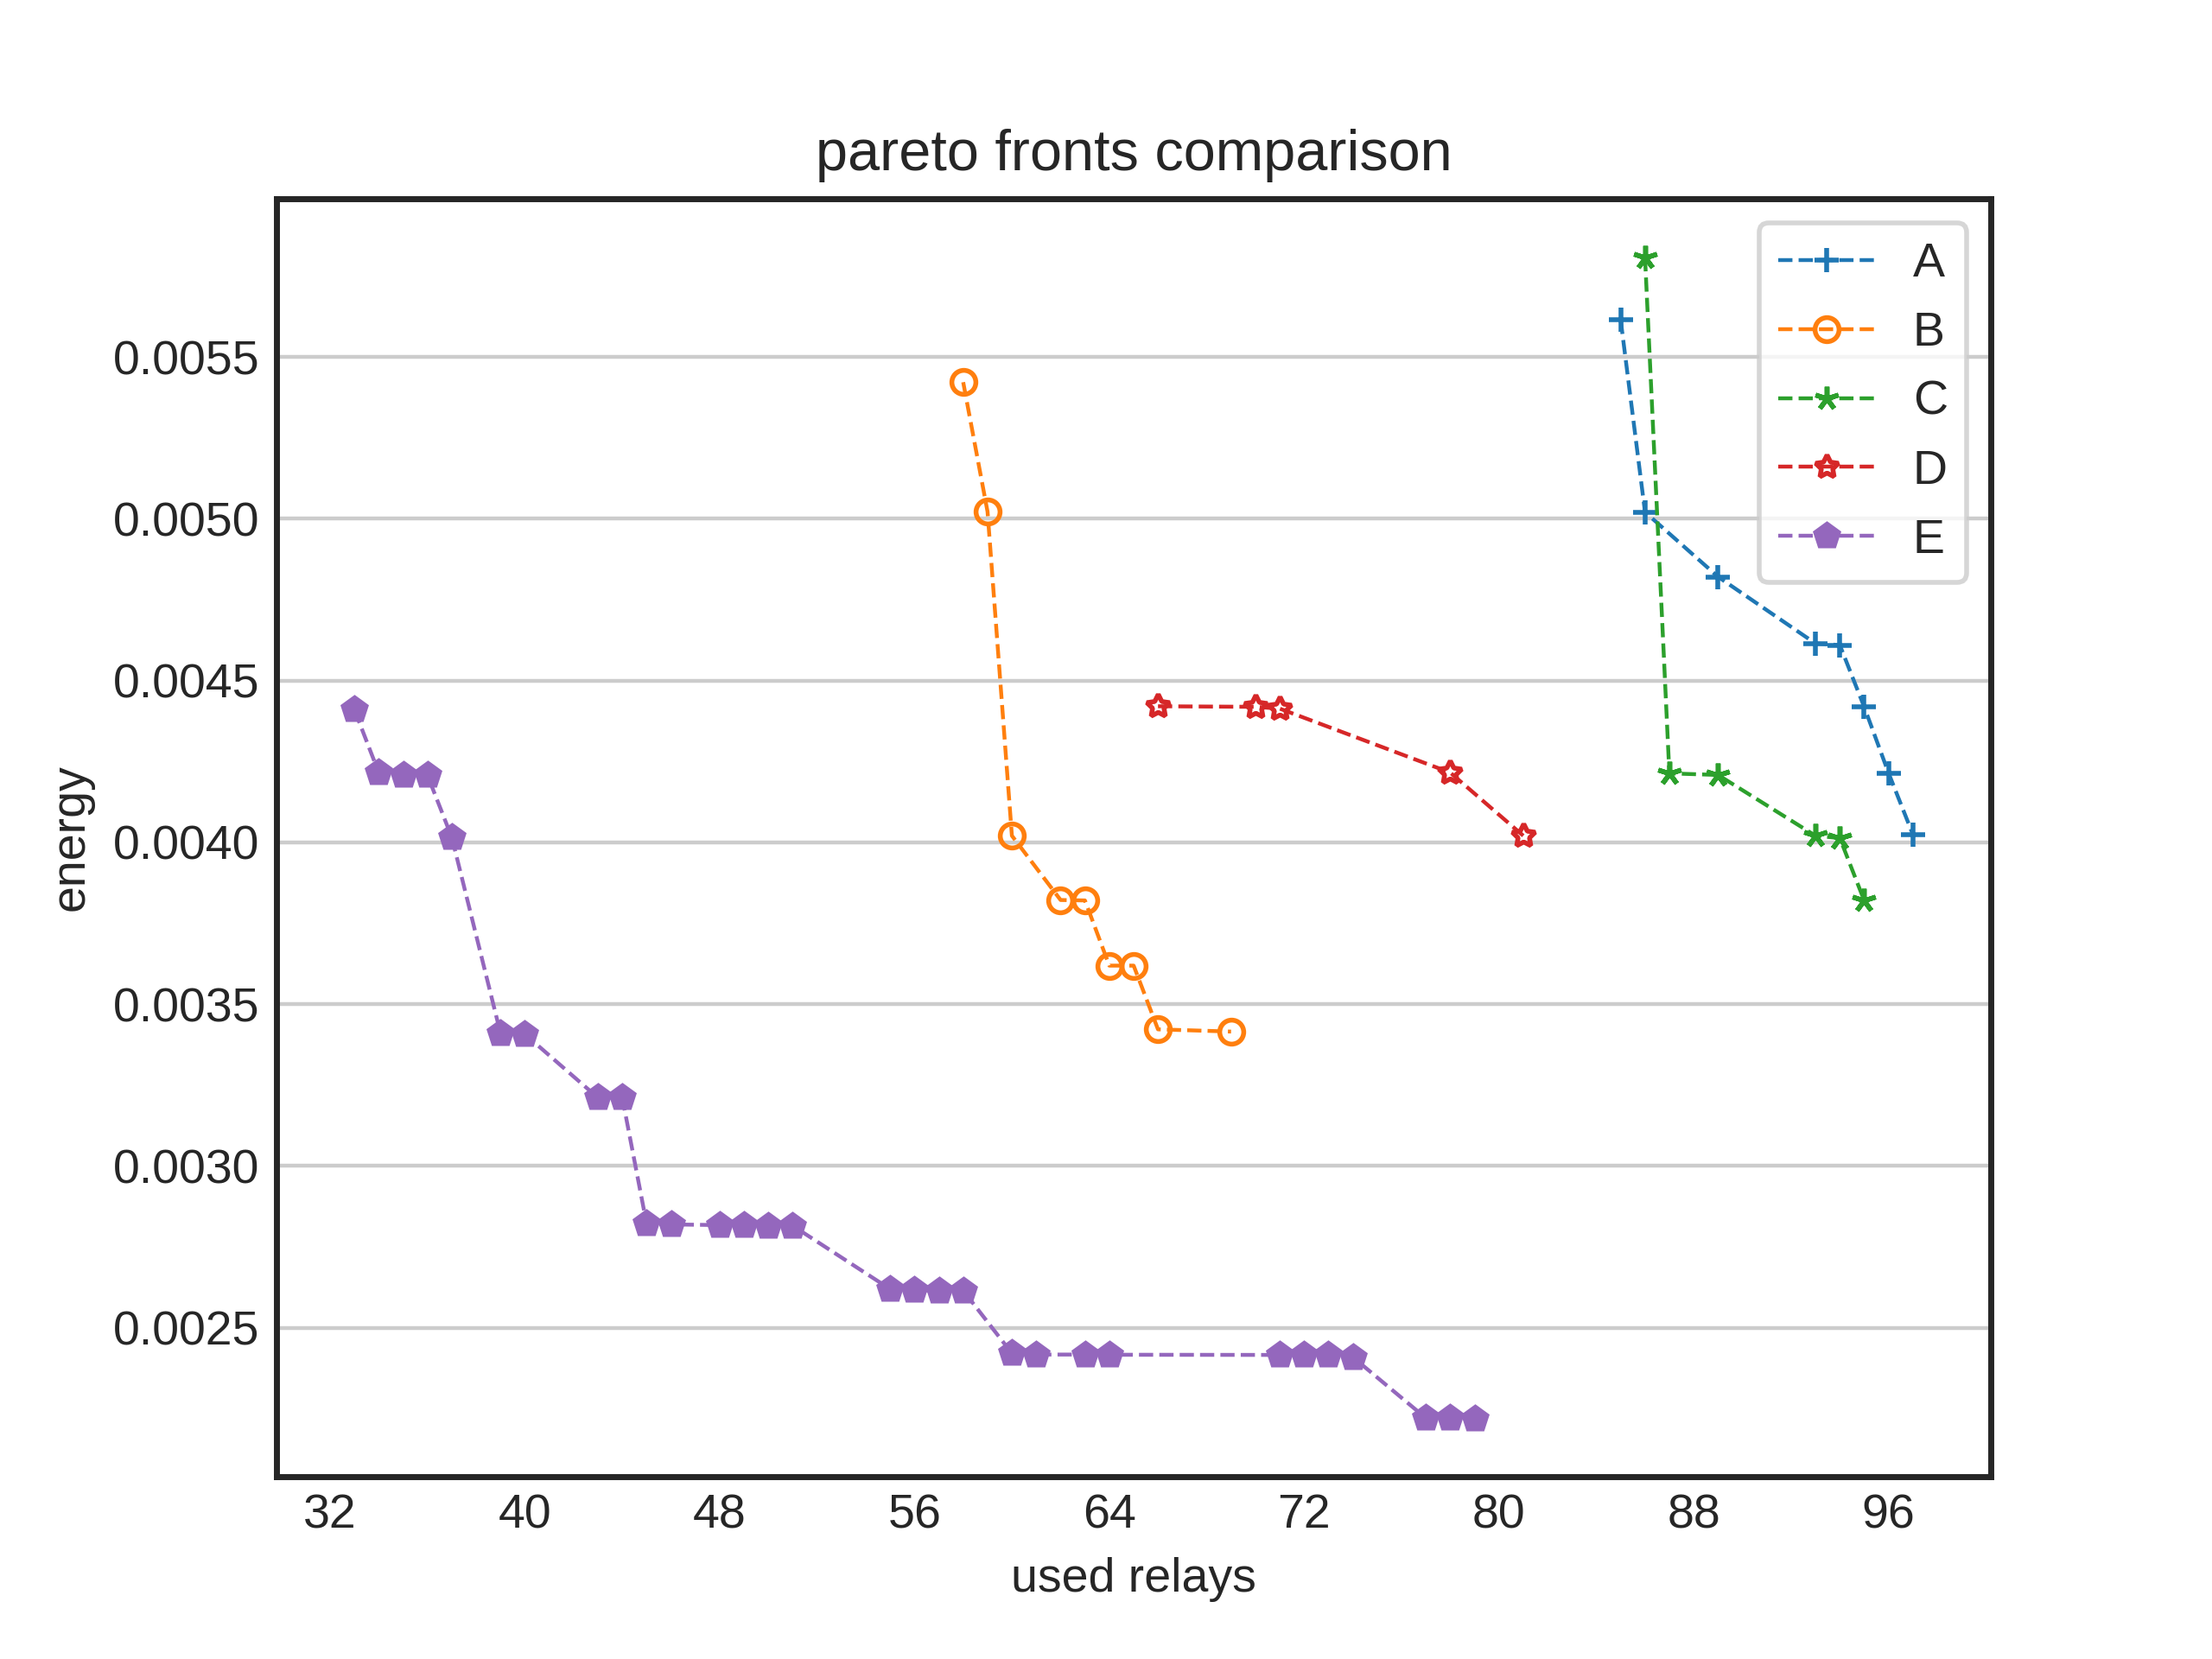 pareto fronts comparison
A
B
C
D
E
0.0055
0.0050
0.0045
0.0040
0.0035
0.0030
0.0025
energy
32 40 48 56 64 72 80 88 96
used relays